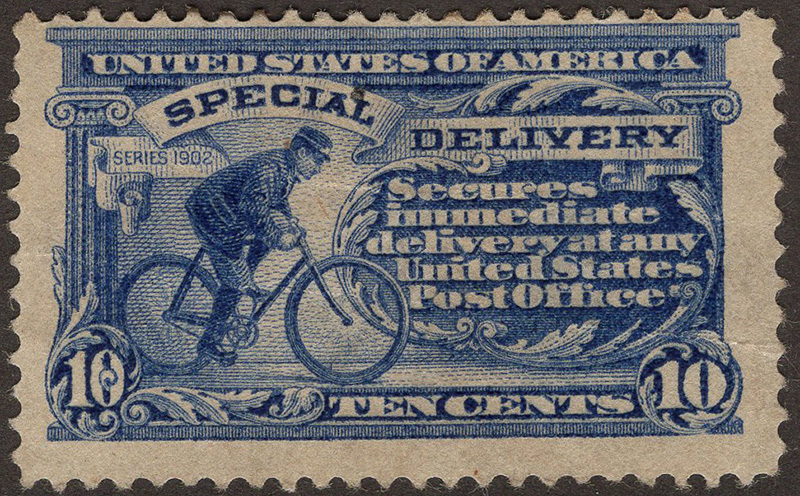 UNITED STATES OF AMERICA
SPECIAL
DELIVERY
SERIES 1902
Secures
immediate
delivery at any
United States
Post Office"
10
TEN CENTS
10